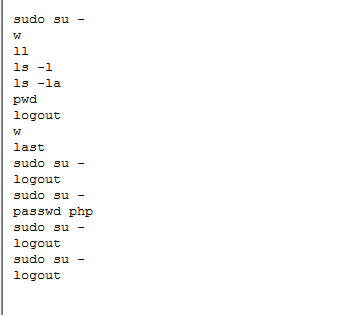 sudo su -
w
ll
ls -l
ls -la
pwd
logout
w
last
sudo su -
logout
sudo su -
passwd php
sudo su -
logout
sudo su -
logout